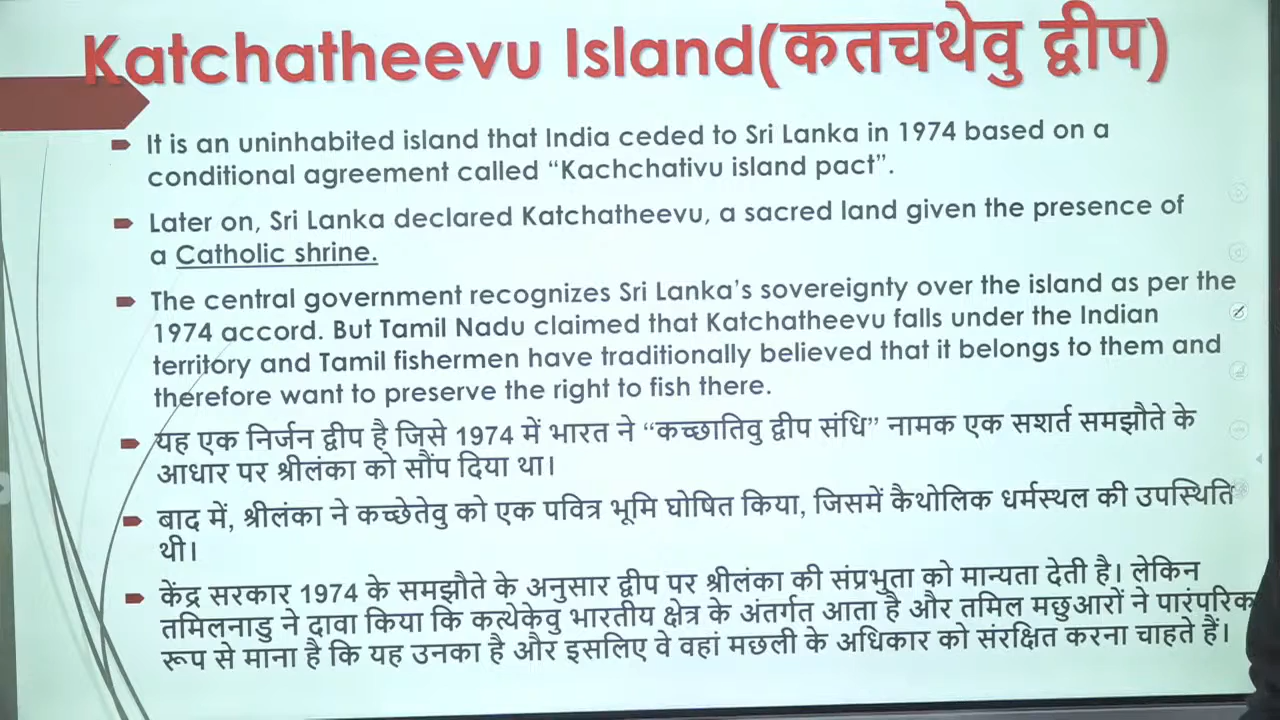 Katchatheevu Island(कतचथेवु द्वीप)
It is an uninhabited island that India ceded to Sri Lanka in 1974 based on a
conditional agreement called “Kachchativu island pact”.
Later on, Sri Lanka declared Katchatheevu, a sacred land given the presence of
a Catholic shrine.
The central government recognizes Sri Lanka’s sovereignty over the island as per the
1974 accord. But Tamil Nadu claimed that Katchatheevu falls under the Indian
territory and Tamil fishermen have traditionally believed that it belongs to them and
therefore want to preserve the right to fish there.
यह एक निर्जन द्वीप है जिसे 1974 में भारत ने “कच्छातिवु द्वीप संधि” नामक एक सशर्त समझौते के
आधार पर श्रीलंका को सौंप दिया था।
बाद में, श्रीलंका ने कच्छेतेवु को एक पवित्र भूमि घोषित किया, जिसमें कैथोलिक धर्मस्थल की उपस्थिति
थी।
केंद्र सरकार 1974 के समझौते के अनुसार द्वीप पर श्रीलंका की संप्रभुता को मान्यता देती है। लेकिन
तमिलनाडु ने दावा किया कि कत्थेकेवु भारतीय क्षेत्र के अंतर्गत आता है और तमिल मछुआरों ने पारंपरिक
रूप से माना है कि यह उनका है और इसलिए वे वहां मछली के अधिकार को संरक्षित करना चाहते हैं।